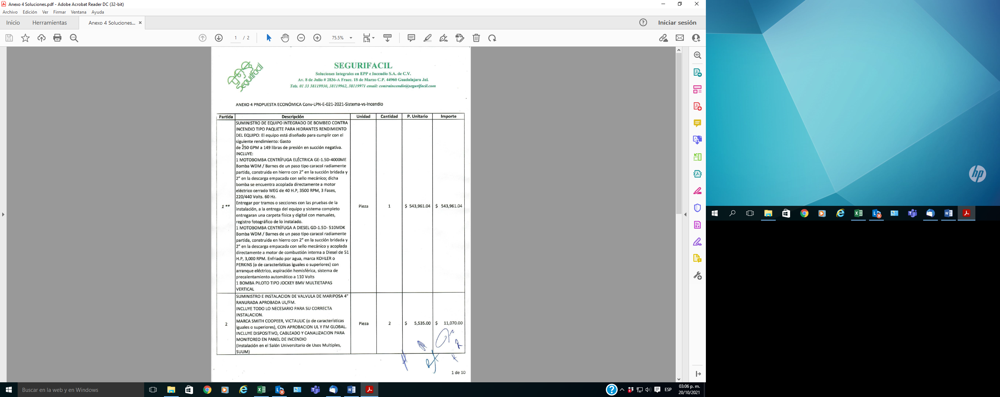 Anexo 4 Soluciones.pdf - Adobe Acrobat Reader DC (32-bit)
Archivo Edición Ver Firmar Ventana Ayuda
Inicio Herramientas Anexo 4 Soluciones... × Iniciar sesión
1 / 2 75.5%
Segurifacil
SEGURIFACIL
Soluciones Integrales en EPP e Incendio S.A. de C.V.
Av. 8 de Julio # 2836-A Fracc. 18 de Marzo C.P. 44960 Guadalajara Jal.
Tels. 01 33 38119930, 38119962, 38119971 email: contraincendio@segurifacil.com
ANEXO 4 PROPUESTA ECONÓMICA Conv-LPN-E-021-2021-Sistema-vs-Incendio
Partida Descripción Unidad Cantidad P. Unitario Importe
SUMINISTRO DE EQUIPO INTEGRADO DE BOMBEO CONTRA
INCENDIO TIPO PAQUETE PARA HIDRANTES RENDIMIENTO
DEL EQUIPO: El equipo está diseñado para cumplir con el
siguiente rendimiento: Gasto
de 250 GPM a 149 libras de presión en succión negativa.
INCLUYE:
1 MOTOBOMBA CENTRÍFUGA ELÉCTRICA GE-1.5D-4000ME
Bomba WDM / Barnes de un paso tipo caracol radiamente
partida, construida en hierro con 2” en la succión bridada y
2” en la descarga empacada con sello mecánico; dicha
bomba se encuentra acoplada directamente a motor
eléctrico cerrado WEG de 40 H.P, 3500 RPM, 3 Fases,
220/440 Volts. 60 Hz.
Entregar por tramos o secciones con las pruebas de la
1 ** instalación, a la entrega del equipo y sistema completo Pieza 1 $ 543,961.04 $ 543,961.04
entregaran una carpeta física y digital con manuales,
registro fotográfico de lo instalado.
1 MOTOBOMBA CENTRÍFUGA A DIESEL GD-1.5D- 510MDK
Bomba WDM / Barnes de un paso tipo caracol radiamente
partida, construida en hierro con 2” en la succión bridada y
2” en la descarga empacada con sello mecánico y acoplada
directamente a motor de combustión interna a Diesel de 51
H.P, 3,000 RPM. Enfriado por agua, marca KOHLER o
PERKINS (o de características iguales o superiores) con
arranque eléctrico, aspiración hemisférica, sistema de
precalentamiento automático a 110 Volts
1 BOMBA PILOTO TIPO JOCKEY BMV MULTIETAPAS
VERTICAL
SUMINISTRO E INSTALACION DE VALVULA DE MARIPOSA 4”
RANURADA APROBADA UL/FM.
INCLUYE TODO LO NECESARIO PARA SU CORRECTA
INSTALACION.
2 MARCA SMITH COOPEER, VICTAULIC (o de características Pieza 2 $ 5,535.00 $ 11,070.00
iguales o superiores), CON APROBACION UL Y FM GLOBAL.
INCLUYE DISPOSITIVO, CABLEADO Y CANALIZACION PARA
MONITOREO EN PANEL DE INCENDIO
(Instalación en el Salón Universitario de Usos Multiples,
SUUM)
1 de 10
hp
Buscar en la web y en Windows
ESP
03:06 p. m.
20/10/2021